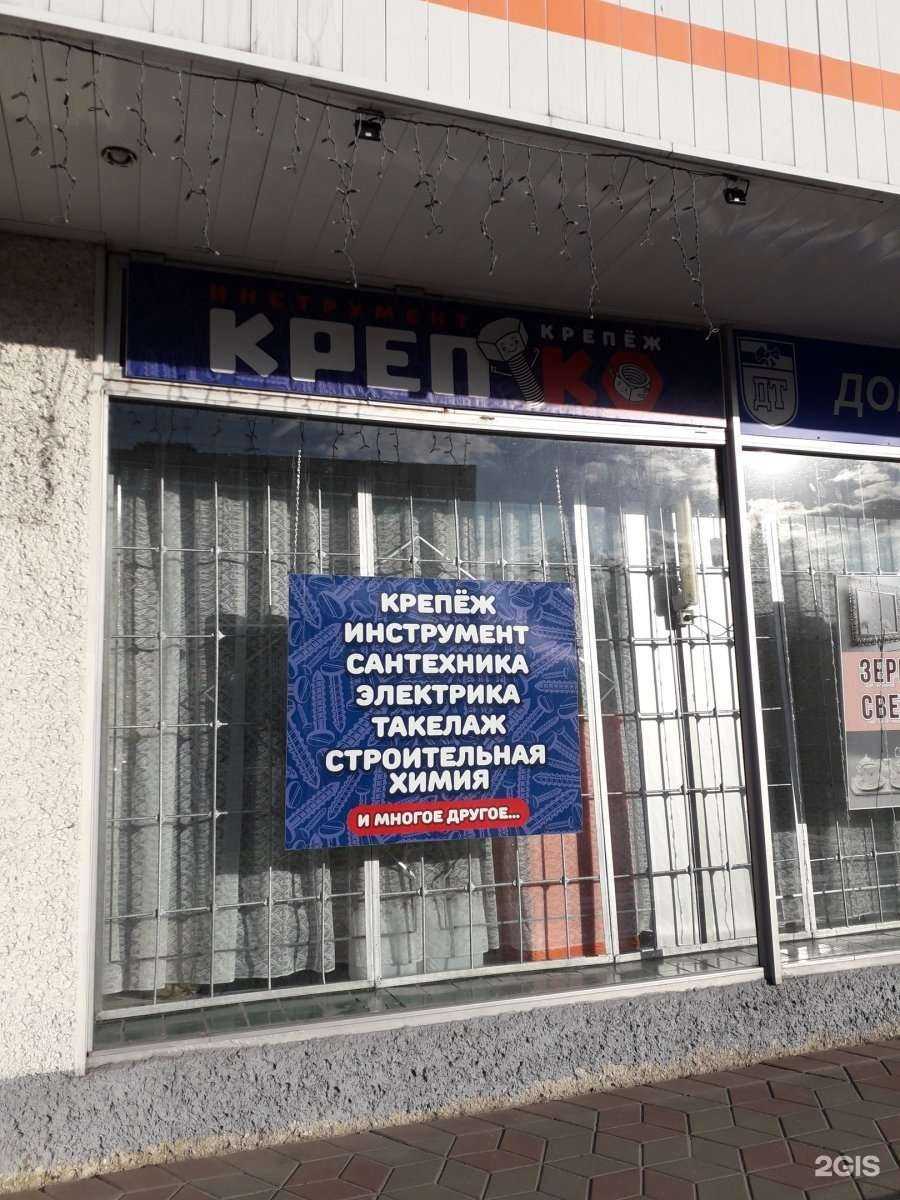 ИНСТРУМЕНТ
КРЕПЁЖ
КРЕПКО
ДТ
КРЕПЁЖ
ИНСТРУМЕНТ
САНТЕХНИКА
ЭЛЕКТРИКА
ТАКЕЛАЖ
СТРОИТЕЛЬНАЯ
ХИМИЯ
И МНОГОЕ ДРУГОЕ...
2GIS